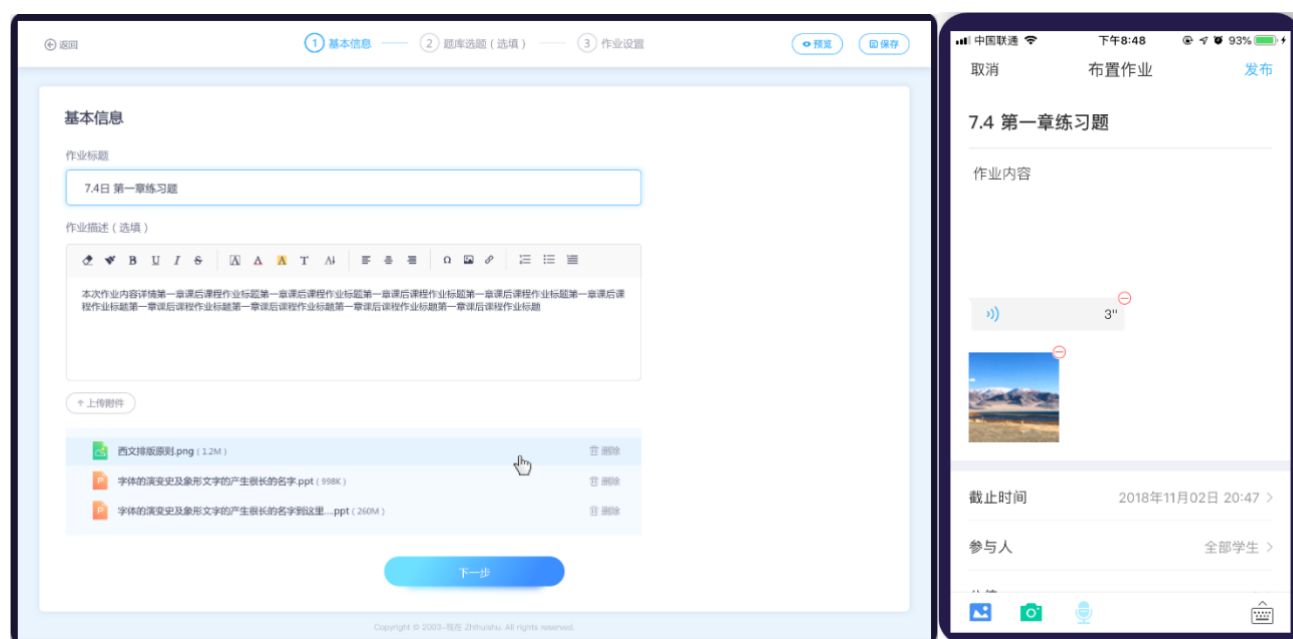 返回
1 基本信息
2 题库选题（选填）
3 作业设置
预览
保存
基本信息
作业标题
7.4日 第一章练习题
作业描述（选填）
B U I S A A A T
本次作业内容详情第一章课后课程作业标题第一章课后课程作业标题第一章课后课程作业标题第一章课后课程作业标题第一章课后课
程作业标题第一章课后课程作业标题第一章课后课程作业标题第一章课后课程作业标题第一章课后课程作业标题
上传附件
西文排版原则.png（1.2M）
删除
字体的演变史及象形文字的产生很长的名字.ppt（998K）
删除
字体的演变史及象形文字的产生很长的名字到这里....ppt（260M）
删除
下一步
Copyright © 2003-现在 Zhihuishu. All rights reserved.
中国联通
下午8:48
93%
取消
布置作业
发布
7.4 第一章练习题
作业内容
3"
截止时间
2018年11月02日 20:47
参与人
全部学生